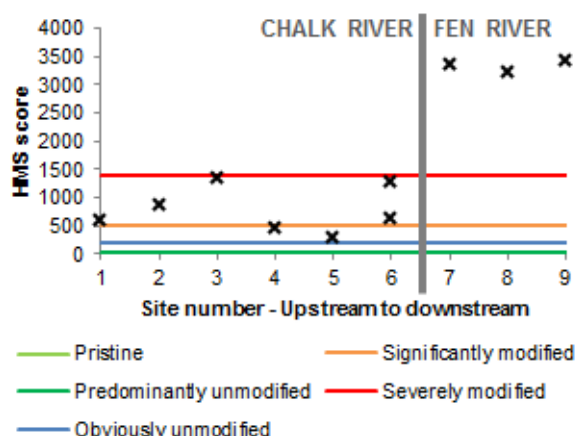 CHALK RIVER FEN RIVER
4000
3500
3000
2500
2000
1500
1000
500
0
HMS score
1 2 3 4 5 6 7 8 9
Site number - Upstream to downstream
Pristine Significantly modified
Predominantly unmodified Severely modified
Obviously unmodified